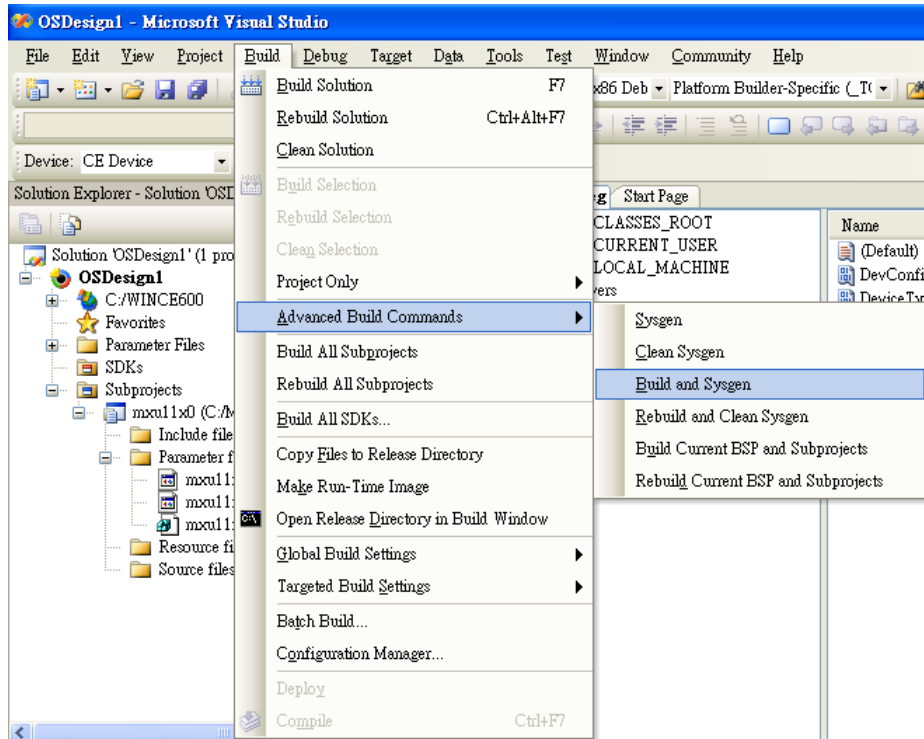 OSDesign1 - Microsoft Visual Studio
File Edit View Project Build Debug Target Data Tools Test Window Community Help
x86 Deb Platform Builder-Specific (_T(
Device: CE Device
Solution Explorer - Solution 'OSD
Solution 'OSDesign1' (1 pro
OSDesign1
C:/WINCE600
Favorites
Parameter Files
SDKs
Subprojects
mxu11x0 (C:/
Include file
Parameter f
mxu11
mxu11
mxu11
Resource fi
Source files
Build Solution F7
Rebuild Solution Ctrl+Alt+F7
Clean Solution
Build Selection
Rebuild Selection
Clean Selection
Project Only
Advanced Build Commands
Build All Subprojects
Rebuild All Subprojects
Build All SDKs...
Copy Files to Release Directory
Make Run-Time Image
Open Release Directory in Build Window
Global Build Settings
Targeted Build Settings
Batch Build...
Configuration Manager...
Deploy
Compile Ctrl+F7
g Start Page
CLASSES_ROOT
CURRENT_USER
LOCAL_MACHINE
vers
Name
(Default)
DevConfi
DeviceTyp
Sysgen
Clean Sysgen
Build and Sysgen
Rebuild and Clean Sysgen
Build Current BSP and Subprojects
Rebuild Current BSP and Subprojects